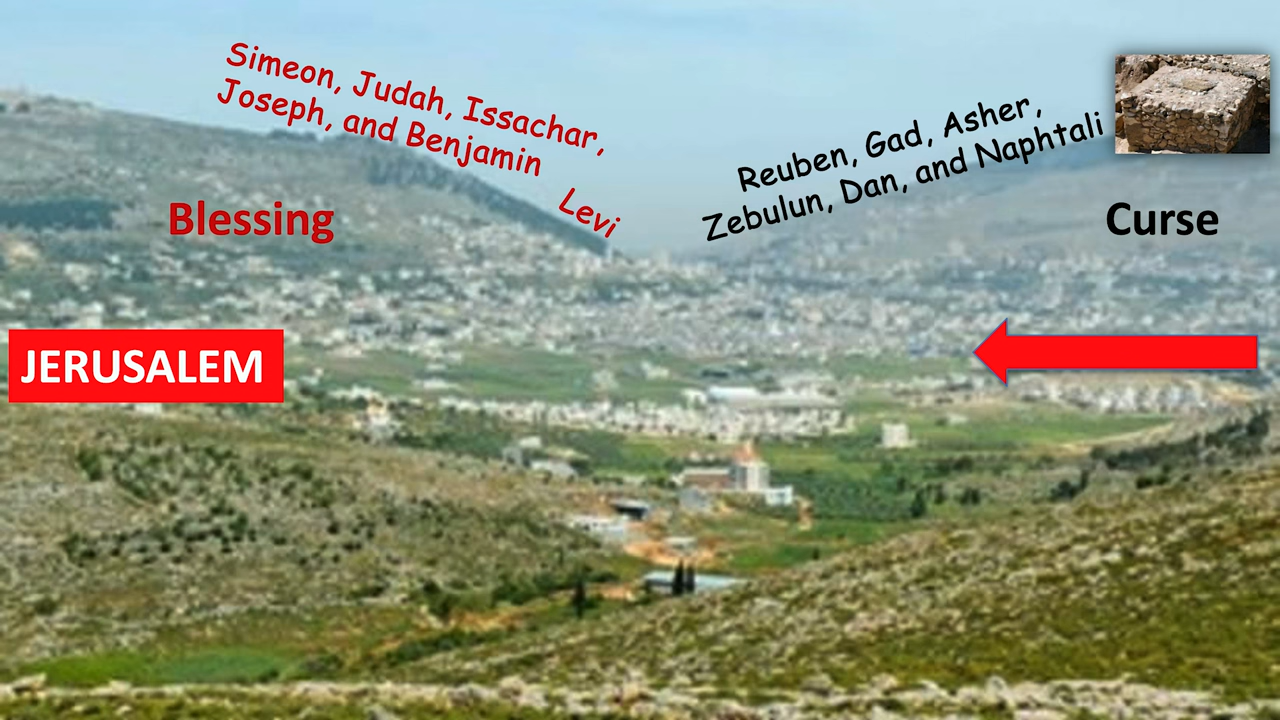 Simeon, Judah, Issachar,
Joseph, and Benjamin
Levi
Reuben, Gad, Asher,
Zebulun, Dan, and Naphtali
Blessing
Curse
JERUSALEM